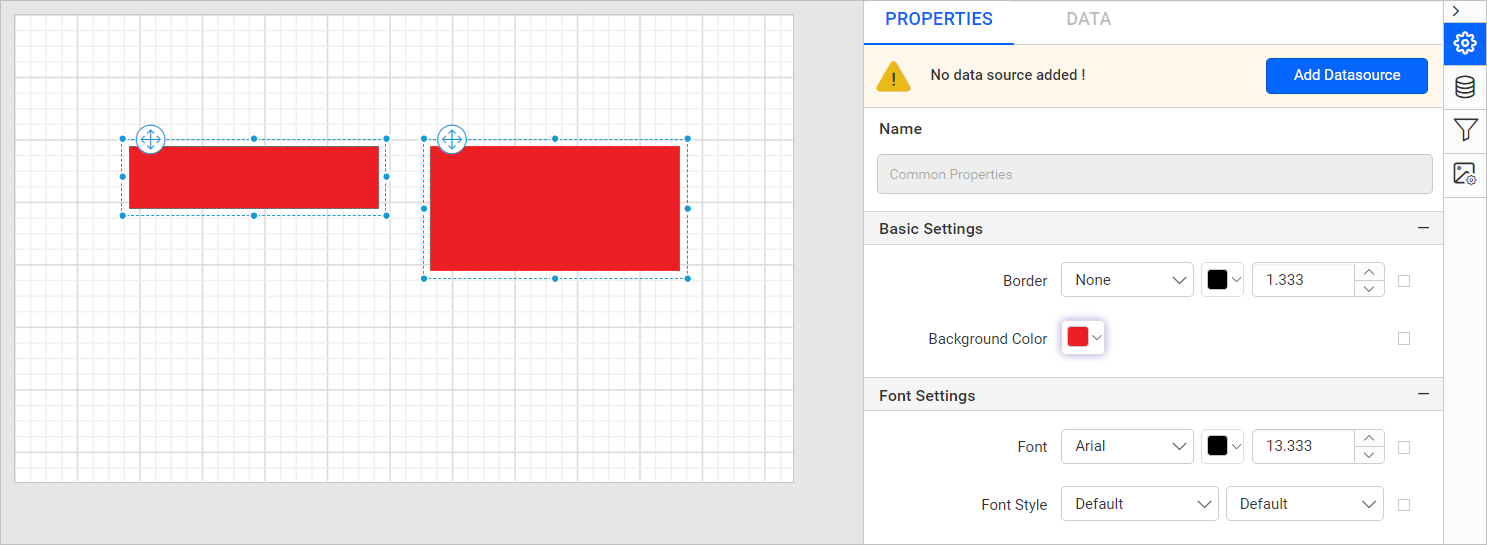 PROPERTIES DATA
No data source added ! Add Datasource
Name
Common Properties
Basic Settings
Border None 1.333
Background Color
Font Settings
Font Arial 13.333
Font Style Default Default